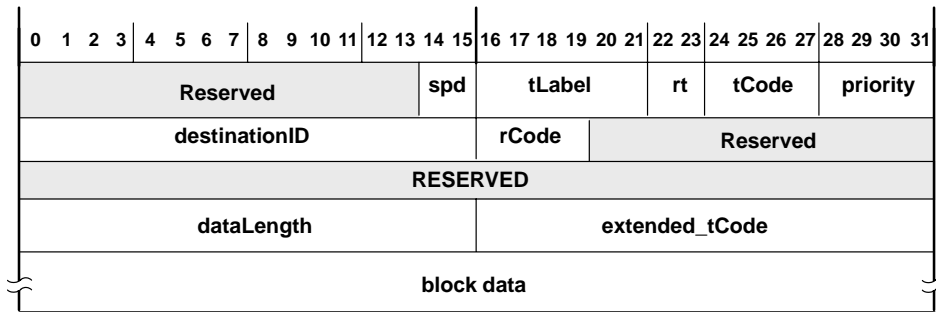 0 1 2 3 4 5 6 7 8 9 10 11 12 13 14 15 16 17 18 19 20 21 22 23 24 25 26 27 28 29 30 31
Reserved spd tLabel rt tCode priority
destinationID rCode Reserved
RESERVED
dataLength extended_tCode
block data